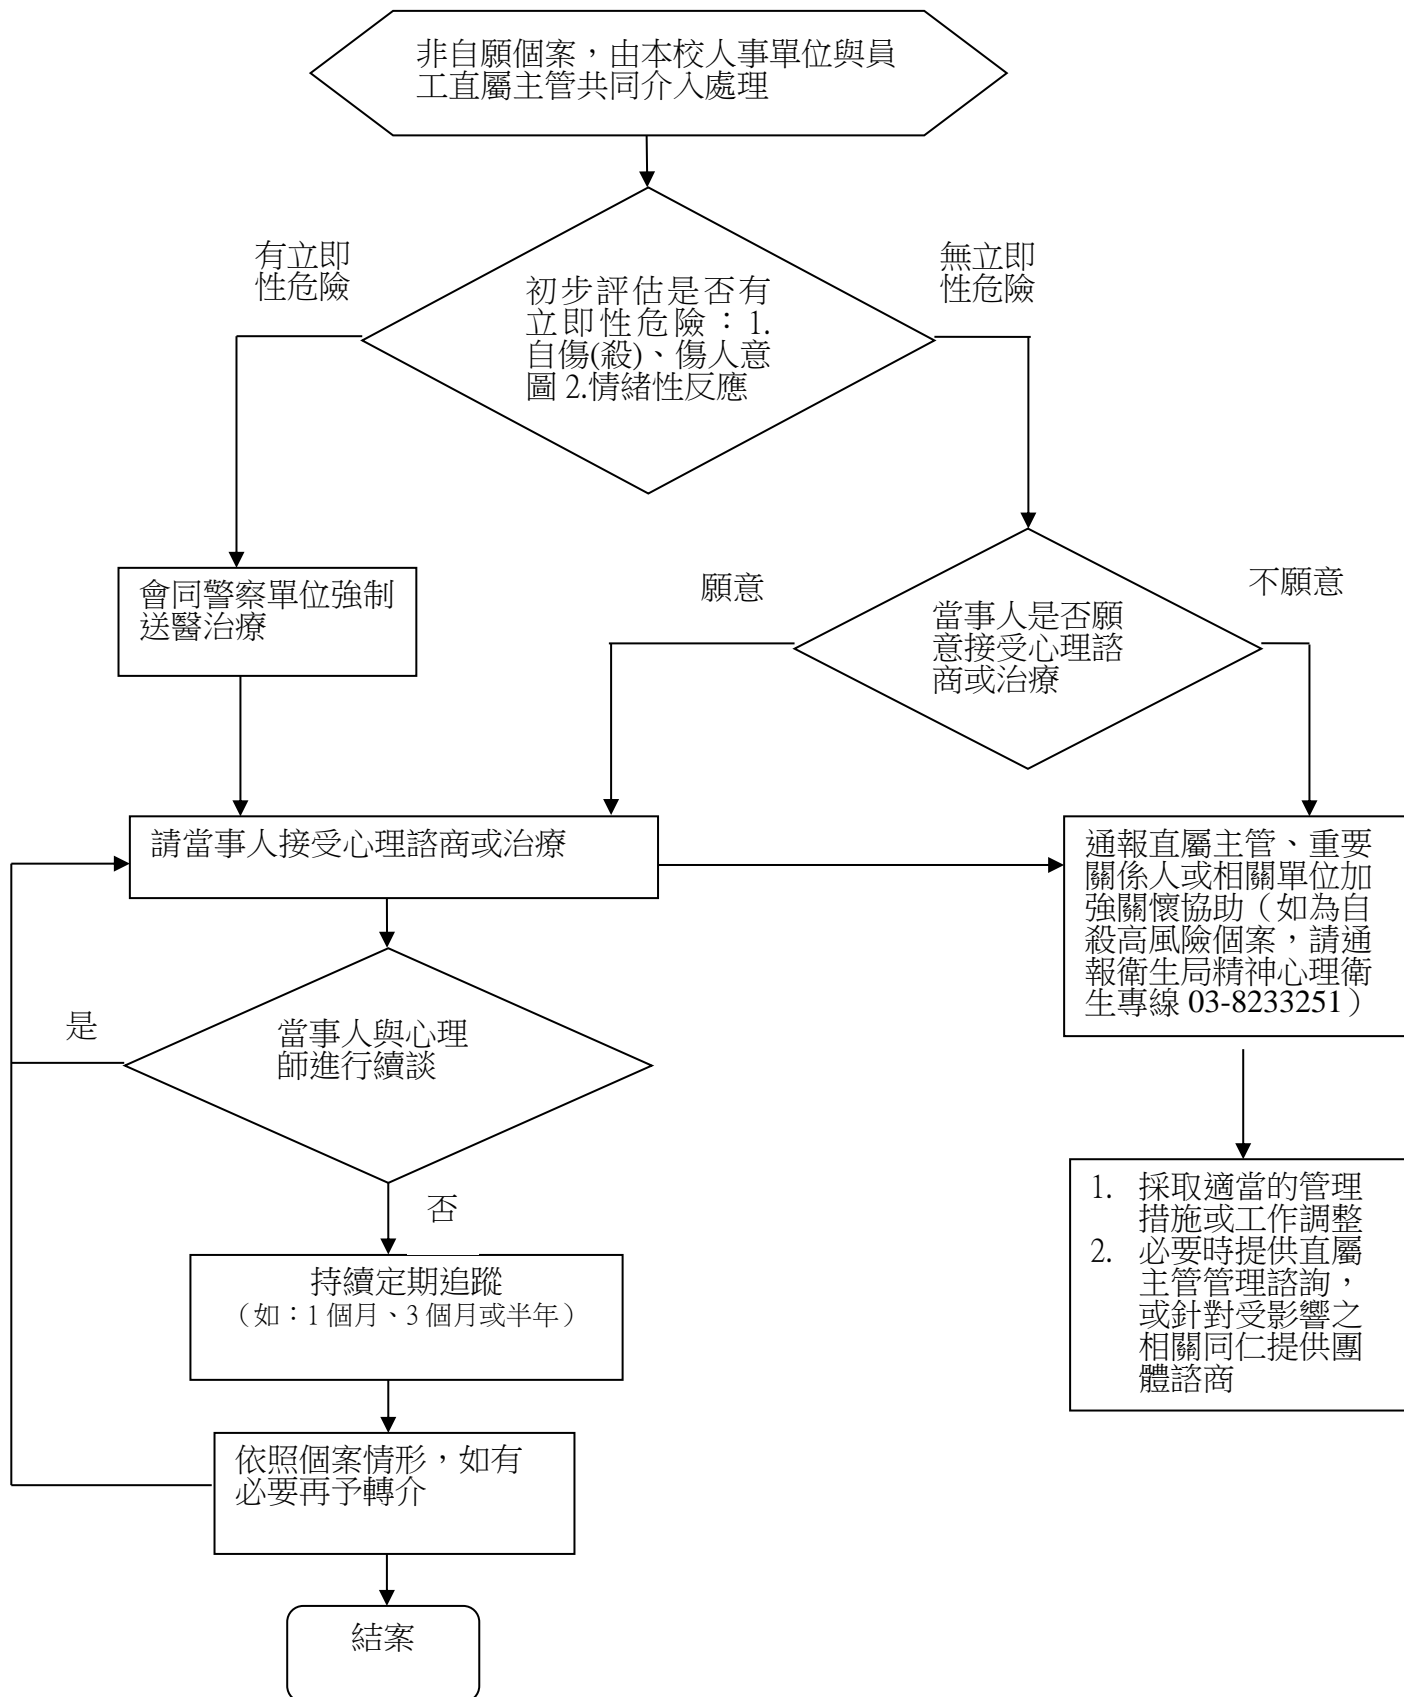 非自願個案，由本校人事單位與員
工直屬主管共同介入處理
有立即
性危險
無立即
性危險
初步評估是否有
立即性危險：1.
自傷(殺)、傷人意
圖 2.情緒性反應
會同警察單位強制
送醫治療
願意
不願意
當事人是否願
意接受心理諮
商或治療
請當事人接受心理諮商或治療
通報直屬主管、重要
關係人或相關單位加
強關懷協助（如為自
殺高風險個案，請通
報衛生局精神心理衛
生專線 03-8233251）
是
當事人與心理
師進行續談
否
持續定期追蹤
（如：1 個月、3 個月或半年）
1. 採取適當的管理
措施或工作調整
2. 必要時提供直屬
主管管理諮詢，
或針對受影響之
相關同仁提供團
體諮商
依照個案情形，如有
必要再予轉介
結案